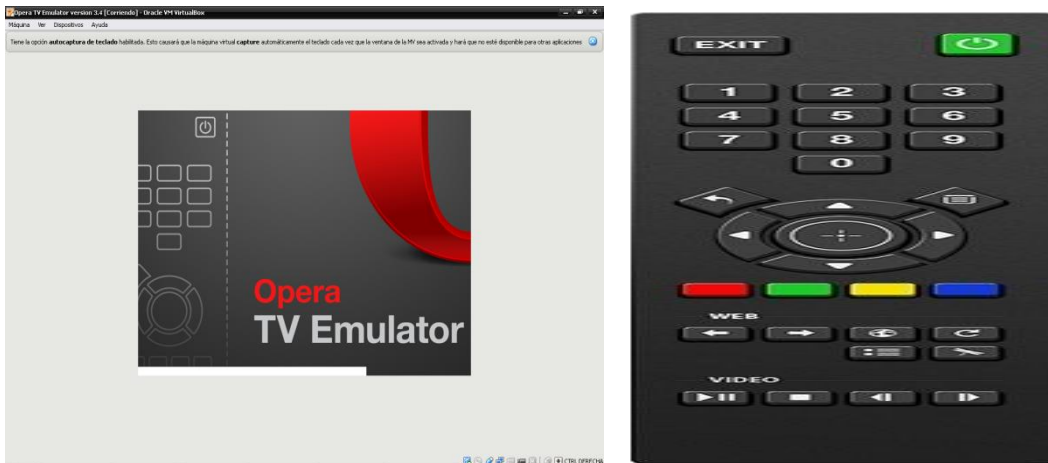 Opera TV Emulator version 3.4 [Corriendo] - Oracle VM VirtualBox
Máquina Ver Dispositivos Ayuda
Tiene la opción autocaptura de teclado habilitada. Esto causará que la máquina virtual capture automáticamente el teclado cada vez que la ventana de la MV sea activada y hará que no esté disponible para otras aplicaciones
Opera
TV Emulator
CTRL DERECHA
EXIT
1 2 3
4 5 6
7 8 9
0
WEB
VIDEO